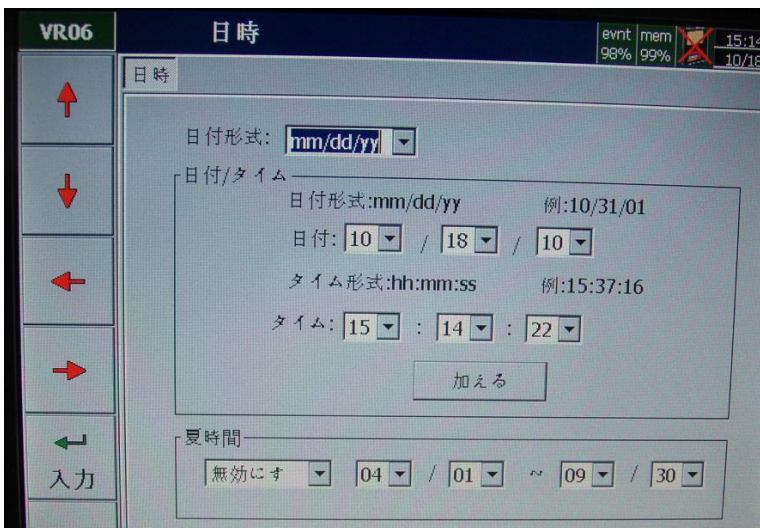 VR06 日時 evnt mem 15:14
98% 99% 10/18
日時
日付形式: mm/dd/yy
日付/タイム
日付形式:mm/dd/yy 例:10/31/01
日付: 10 / 18 / 10
タイム形式:hh:mm:ss 例:15:37:16
タイム: 15 : 14 : 22
加える
夏時間
無効にす 04 / 01 ~ 09 / 30
入力